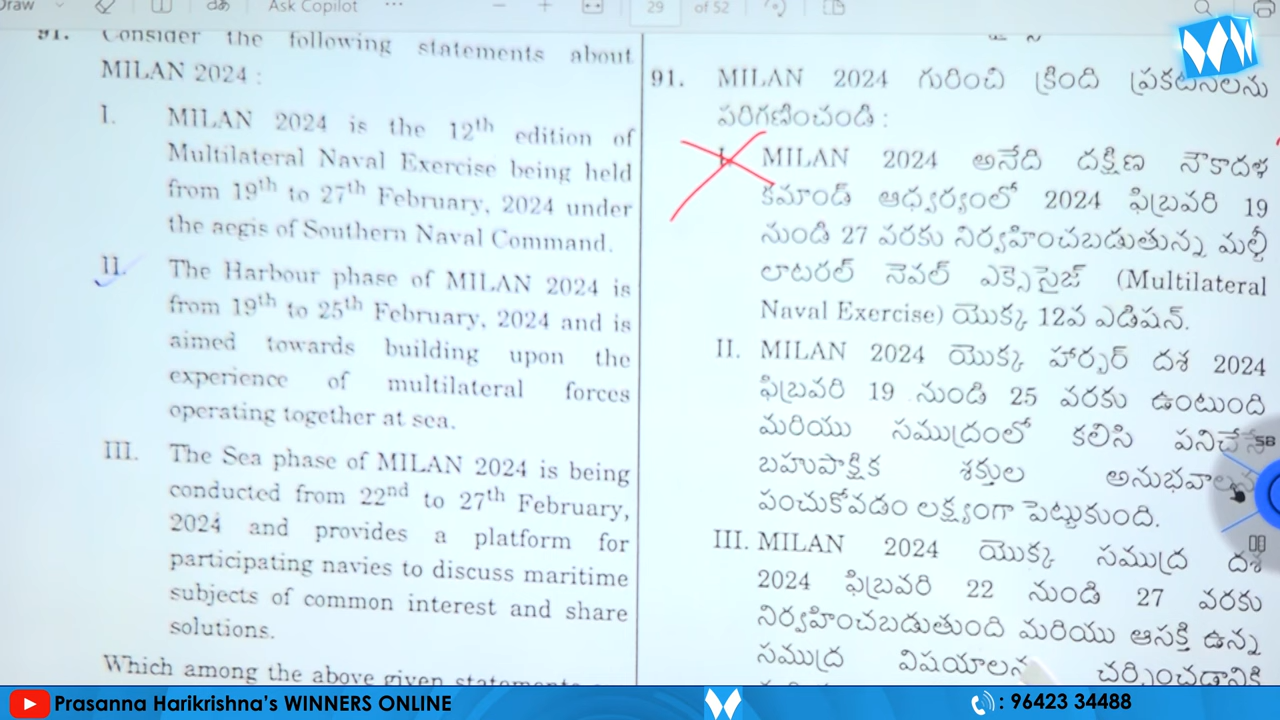 Draw
Ask Copilot
29 of 52
91. Consider the following statements about
MILAN 2024 :
I. MILAN 2024 is the 12th edition of
Multilateral Naval Exercise being held
from 19th to 27th February, 2024 under
the aegis of Southern Naval Command.
II. The Harbour phase of MILAN 2024 is
from 19th to 25th February, 2024 and is
aimed towards building upon the
experience of multilateral forces
operating together at sea.
III. The Sea phase of MILAN 2024 is being
conducted from 22nd to 27th February,
2024 and provides a platform for
participating navies to discuss maritime
subjects of common interest and share
solutions.
Which among the above given statements
91. MILAN 2024 గురించి క్రింది ప్రకటనలను
పరిగణించండి :
I. MILAN 2024 అనేది దక్షిణ నౌకాదళ
కమాండ్ ఆధ్వర్యంలో 2024 ఫిబ్రవరి 19
నుండి 27 వరకు నిర్వహించబడుతున్న మల్టీ
లాటరల్ నెవల్ ఎక్సెసైజ్ (Multilateral
Naval Exercise) యొక్క 12వ ఎడిషన్.
II. MILAN 2024 యొక్క హార్బర్ దశ 2024
ఫిబ్రవరి 19 నుండి 25 వరకు ఉంటుంది
మరియు సముద్రంలో కలిసి పనిచేసే
బహుపాక్షిక శక్తుల
పంచుకోవడం లక్ష్యంగా పెట్టుకుంది.
III. MILAN 2024 యొక్క సముద్ర దశ
2024 ఫిబ్రవరి 22 నుండి 27 వరకు
నిర్వహించబడుతుంది మరియు ఆసక్తి ఉన్న
సముద్ర విషయాలను చర్చించడానికి
Prasanna Harikrishna's WINNERS ONLINE
: 96423 34488